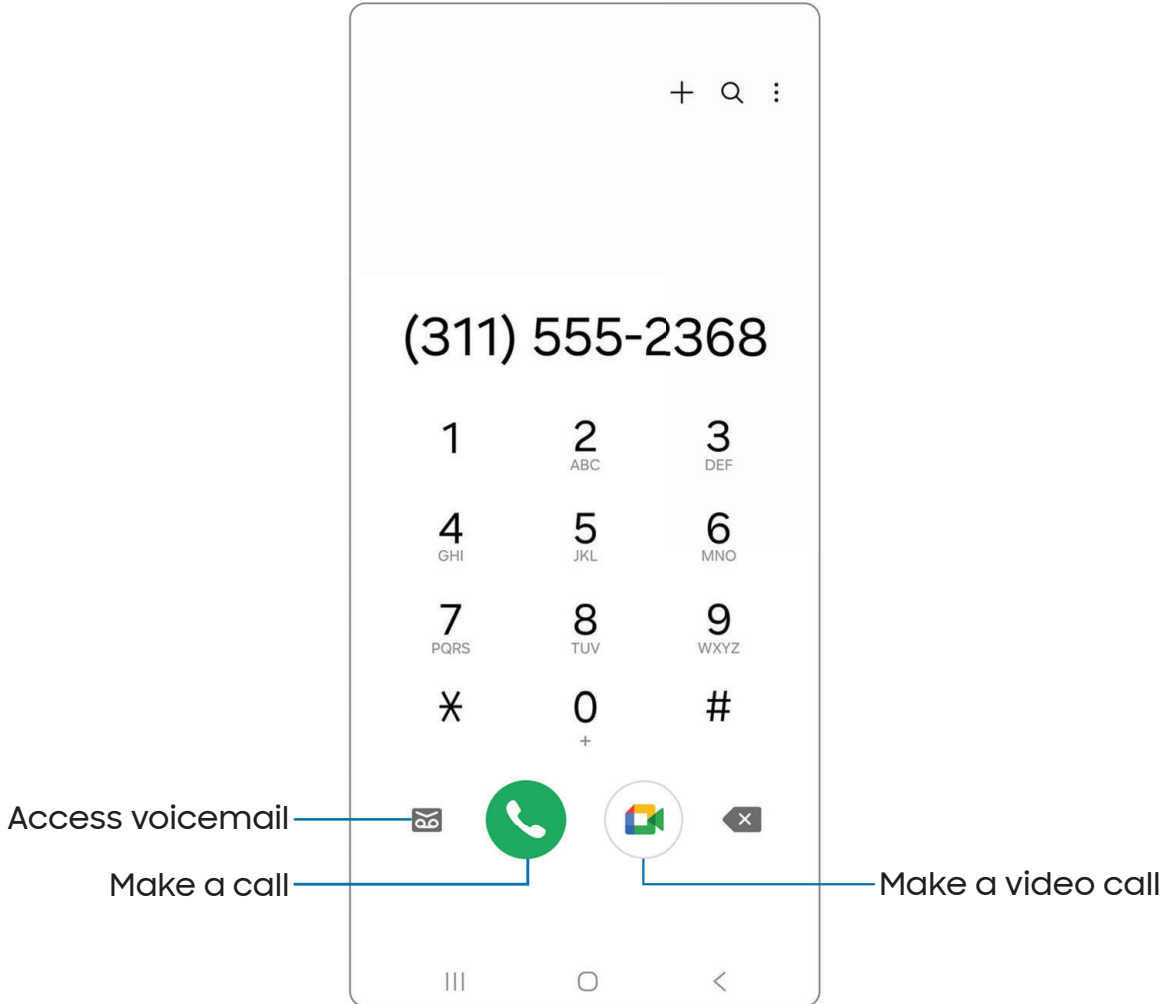 (311) 555-2368
1 2 3
ABC DEF
4 5 6
GHI JKL MNO
7 8 9
PQRS TUV WXYZ
* 0 #
+
Access voicemail
Make a call
Make a video call